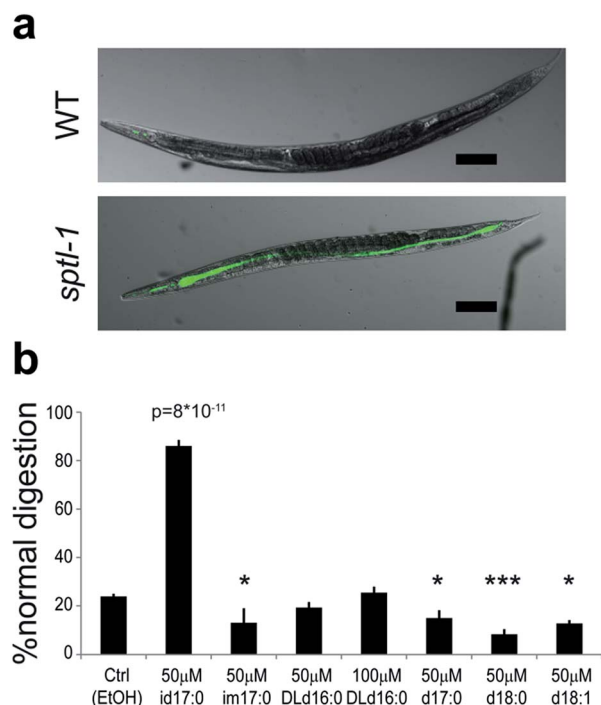 a
WT
sptl-1
b
%normal digestion
100
80
60
40
20
0
p=8*10⁻¹¹
*
*
***
*
Ctrl (EtOH)
50µM id17:0
50µM im17:0
50µM DLd16:0
100µM DLd16:0
50µM d17:0
50µM d18:0
50µM d18:1